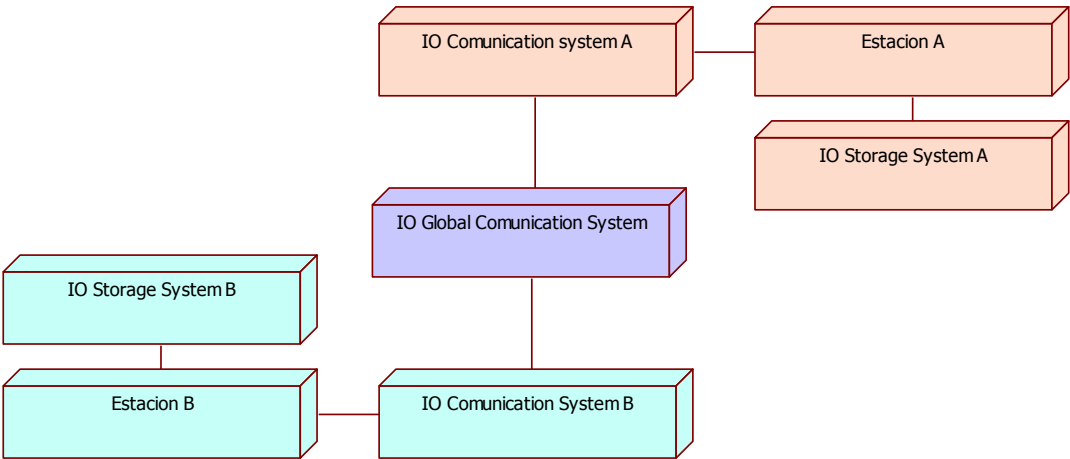 IO Comunication system A
Estacion A
IO Storage System A
IO Global Comunication System
IO Storage System B
Estacion B
IO Comunication System B